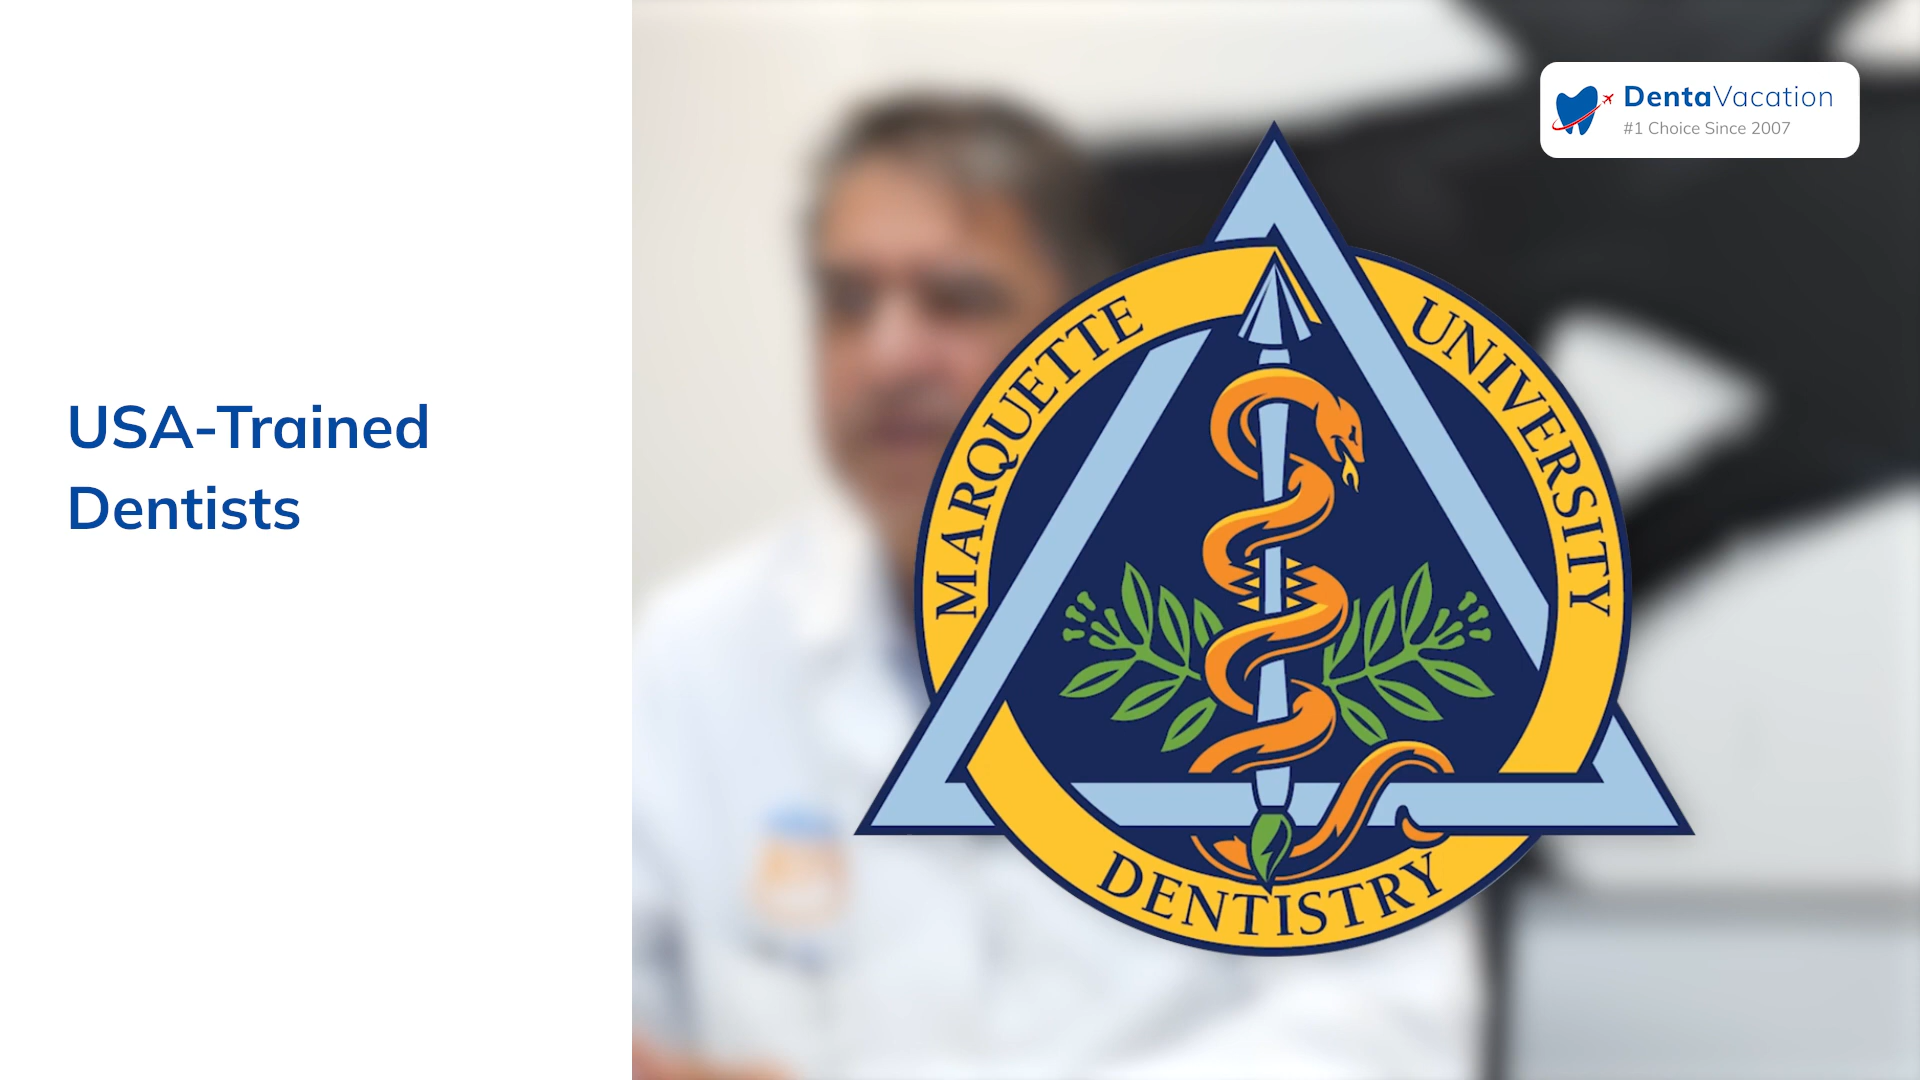 USA-Trained
Dentists
DentaVacation
#1 Choice Since 2007
MARQUETTE
UNIVERSITY
DENTISTRY